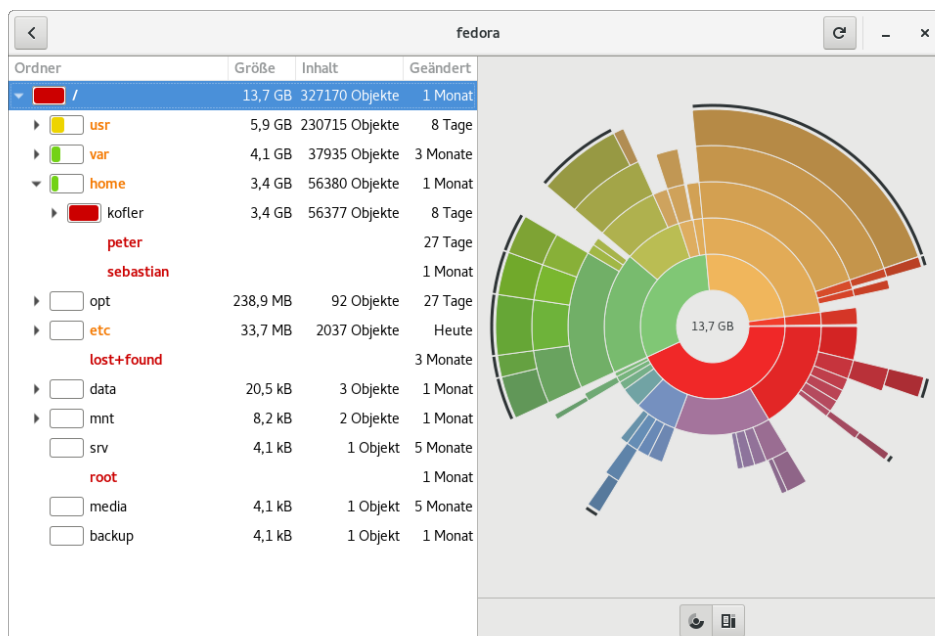 fedora
Ordner Größe Inhalt Geändert
/ 13,7 GB 327170 Objekte 1 Monat
usr 5,9 GB 230715 Objekte 8 Tage
var 4,1 GB 37935 Objekte 3 Monate
home 3,4 GB 56380 Objekte 1 Monat
kofler 3,4 GB 56377 Objekte 8 Tage
peter 27 Tage
sebastian 1 Monat
opt 238,9 MB 92 Objekte 27 Tage
etc 33,7 MB 2037 Objekte Heute
lost+found 3 Monate
data 20,5 kB 3 Objekte 1 Monat
mnt 8,2 kB 2 Objekte 1 Monat
srv 4,1 kB 1 Objekt 5 Monate
root 1 Monat
media 4,1 kB 1 Objekt 5 Monate
backup 4,1 kB 1 Objekt 1 Monat
13,7 GB